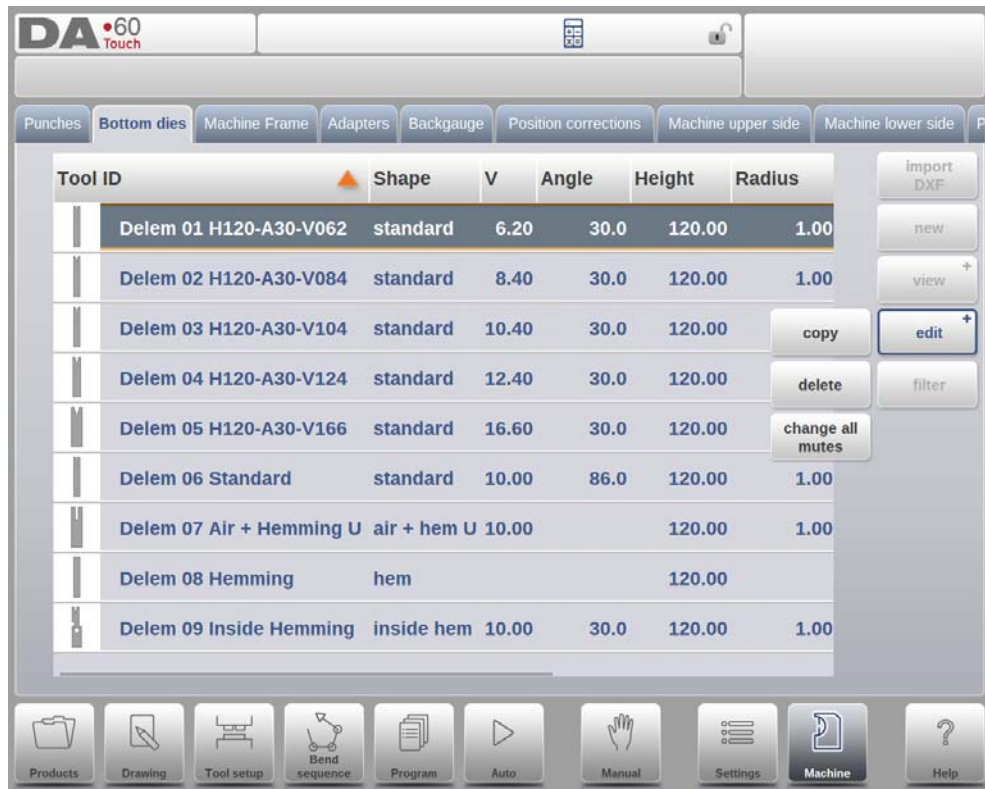 DA •60
Touch
Punches Bottom dies Machine Frame Adapters Backgauge Position corrections Machine upper side Machine lower side P
Tool ID Shape V Angle Height Radius
Delem 01 H120-A30-V062 standard 6.20 30.0 120.00 1.00
Delem 02 H120-A30-V084 standard 8.40 30.0 120.00 1.00
Delem 03 H120-A30-V104 standard 10.40 30.0 120.00
Delem 04 H120-A30-V124 standard 12.40 30.0 120.00
Delem 05 H120-A30-V166 standard 16.60 30.0 120.00
Delem 06 Standard standard 10.00 86.0 120.00 1.00
Delem 07 Air + Hemming U air + hem U 10.00 120.00 1.00
Delem 08 Hemming hem 120.00
Delem 09 Inside Hemming inside hem 10.00 30.0 120.00 1.00
import
DXF
new
view +
copy
edit +
delete
filter
change all
mutes
Products
Drawing
Tool setup
Bend
sequence
Program
Auto
Manual
Settings
Machine
? Help